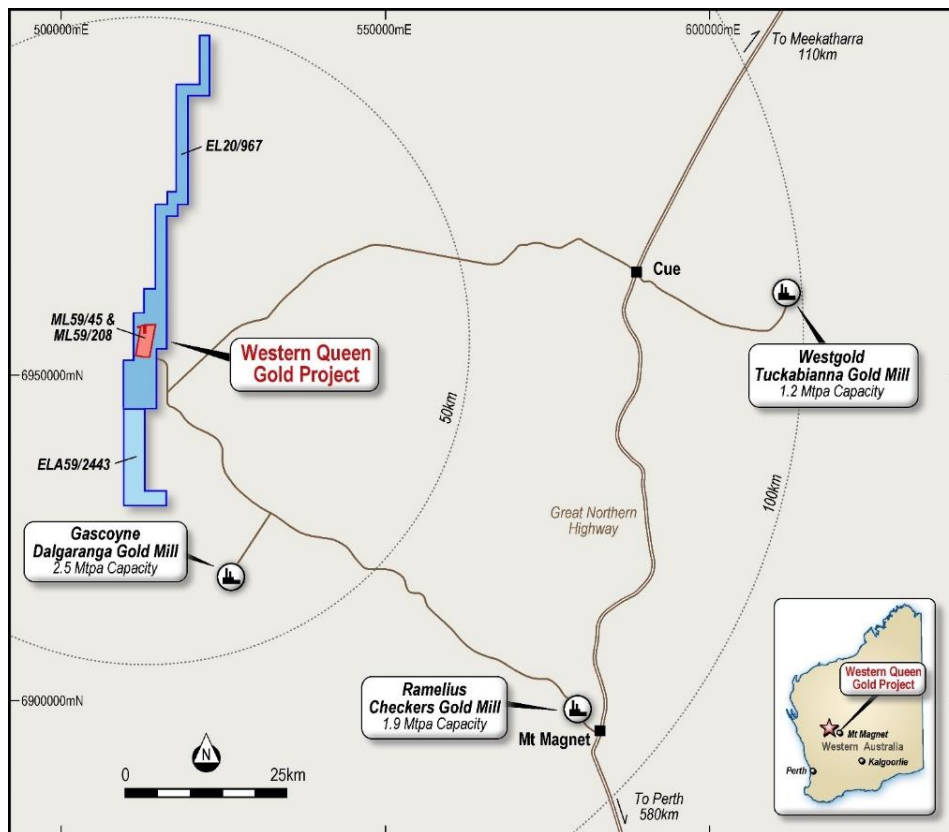 500000mE
550000mE
600000mE
To Meekatharra
110km
EL20/967
Cue
ML59/45 &
ML59/208
Western Queen
Gold Project
Westgold
Tuckabianna Gold Mill
1.2 Mtpa Capacity
6950000mN
50km
ELA59/2443
100km
Great Northern
Highway
Gascoyne
Dalgaranga Gold Mill
2.5 Mtpa Capacity
Ramelius
Checkers Gold Mill
1.9 Mtpa Capacity
6900000mN
Mt Magnet
N
0
25km
To Perth
580km
Western Queen
Gold Project
Mt Magnet
Western Australia
Kalgoorlie
Perth